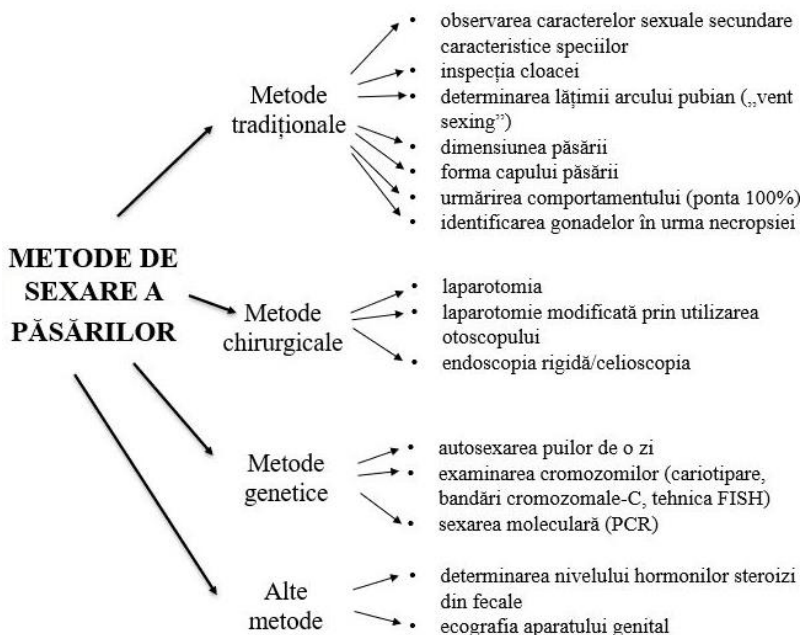 METODE DE
SEXARE A
PĂSĂRILOR
Metode
tradiționale
• observarea caracterelor sexuale secundare
caracteristice speciilor
• inspecția cloacei
• determinarea lățimii arcului pubian („vent
sexing”)
• dimensiunea păsării
• forma capului păsării
• urmărirea comportamentului (ponta 100%)
• identificarea gonadelor în urma necropsiei
Metode
chirurgicale
• laparotomia
• laparotomie modificată prin utilizarea
otoscopului
• endoscopia rigidă/celioscopia
Metode
genetice
• autosexarea puilor de o zi
• examinarea cromozomilor (cariotipare,
bandări cromozomale-C, tehnica FISH)
• sexarea moleculară (PCR)
Alte
metode
• determinarea nivelului hormonilor steroizi
din fecale
• ecografia aparatului genital